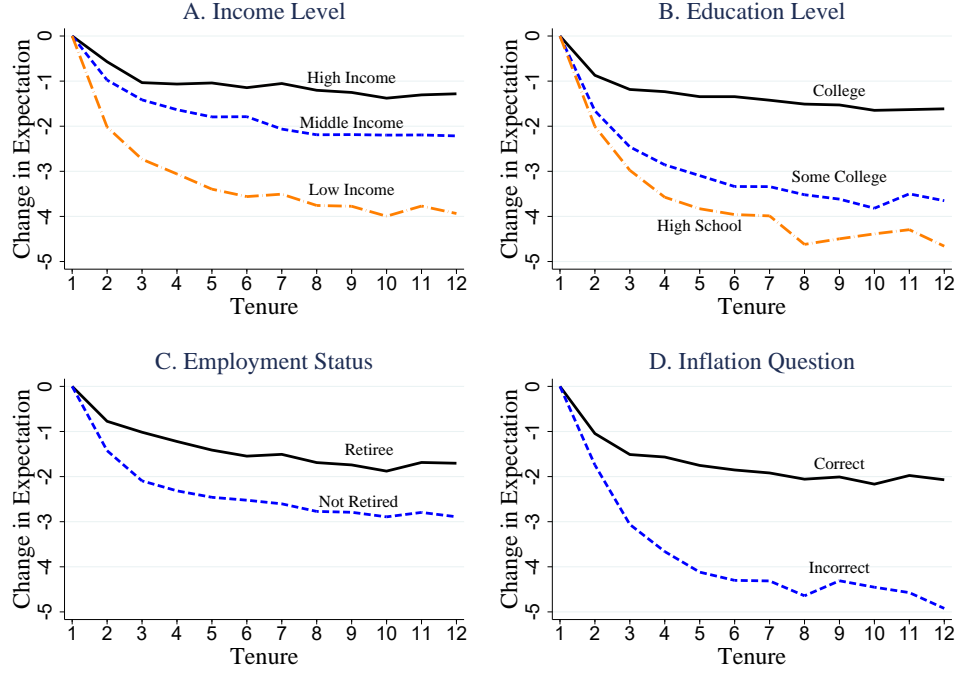 A. Income Level
Change in Expectation
0
-1
-2
-3
-4
-5
High Income
Middle Income
Low Income
1 2 3 4 5 6 7 8 9 10 11 12
Tenure
B. Education Level
Change in Expectation
0
-1
-2
-3
-4
-5
College
Some College
High School
1 2 3 4 5 6 7 8 9 10 11 12
Tenure
C. Employment Status
Change in Expectation
0
-1
-2
-3
-4
-5
Retiree
Not Retired
1 2 3 4 5 6 7 8 9 10 11 12
Tenure
D. Inflation Question
Change in Expectation
0
-1
-2
-3
-4
-5
Correct
Incorrect
1 2 3 4 5 6 7 8 9 10 11 12
Tenure